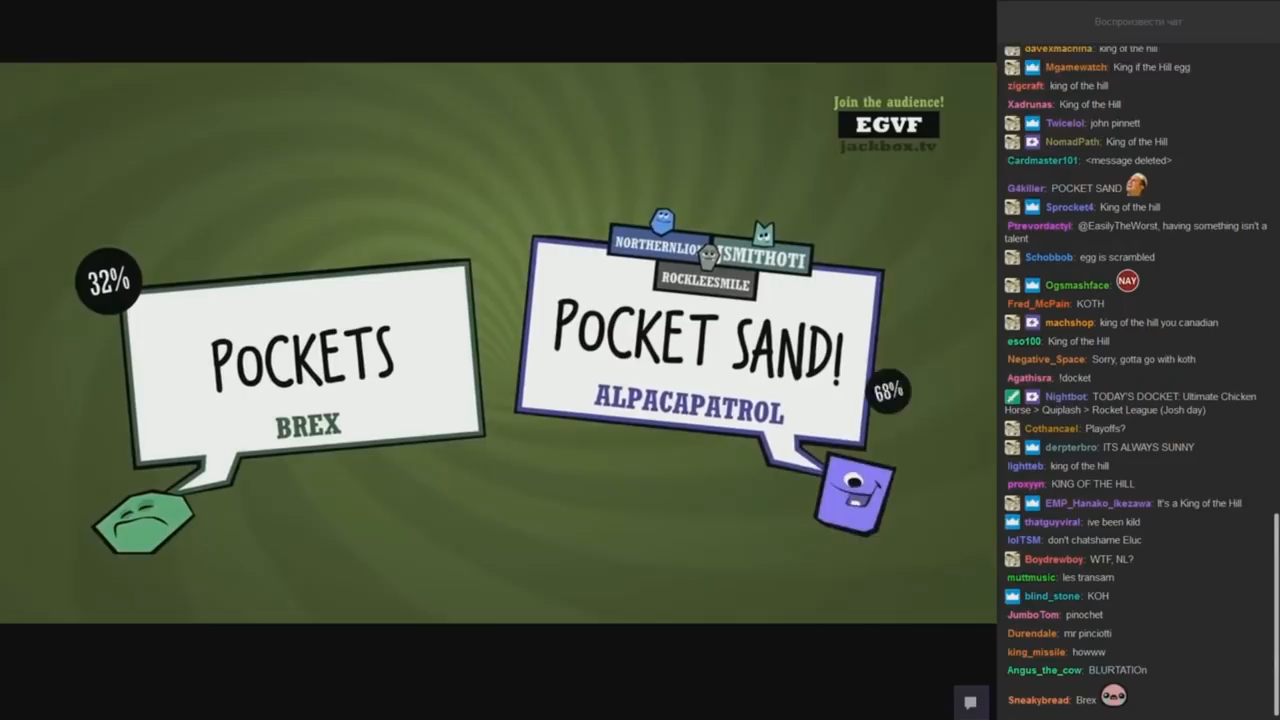 Join the audience!
EGVF
jackbox.tv
32%
POCKETS
BREX
NORTHERNLIO
SMITHOTI
ROCKLEESMILE
POCKET SAND!
ALPACAPATROL
68%
Воспроизвести чат
davexmachina: king of the hill
Mgamewatch: King if the Hill egg
zigcraft: king of the hill
Xadrunas: King of the Hill
Twicelol: john pinnett
NomadPath: King of the Hill
Cardmaster101: <message deleted>
G4killer: POCKET SAND
Sprocket4: King of the hill
Ptrevordactyl: @EasilyTheWorst, having something isn't a
talent
Schobbob: egg is scrambled
Ogsmashface: NAY
Fred_McPain: KOTH
machshop: king of the hill you canadian
eso100: King of the Hill
Negative_Space: Sorry, gotta go with koth
Agathisra: !docket
Nightbot: TODAY'S DOCKET: Ultimate Chicken
Horse > Quiplash > Rocket League (Josh day)
Cothancael: Playoffs?
derpterbro: ITS ALWAYS SUNNY
lightteb: king of the hill
proxyyn: KING OF THE HILL
EMP_Hanako_Ikezawa: It's a King of the Hill
thatguyviral: ive been kild
lolTSM: don't chatshame Eluc
Boydrewboy: WTF, NL?
muttmusic: les transam
blind_stone: KOH
JumboTom: pinochet
Durendale: mr pinciotti
king_missile: howww
Angus_the_cow: BLURTATIOn
Sneakybread: Brex